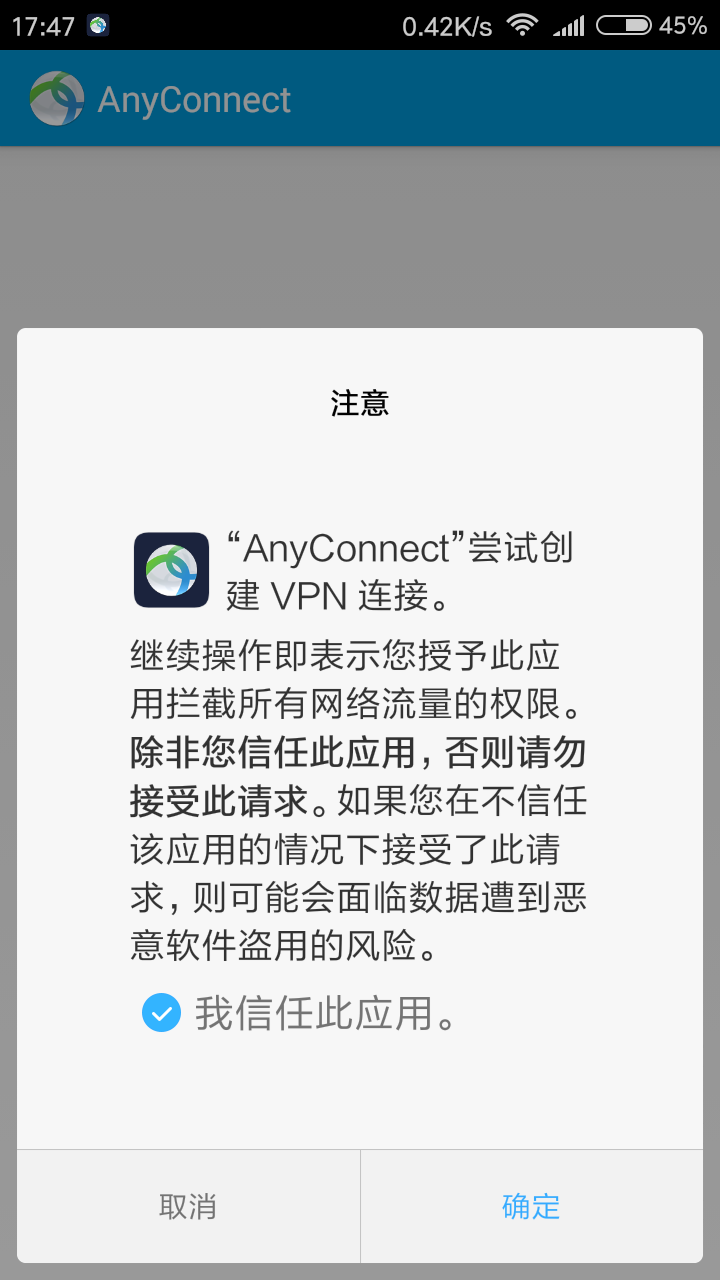 17:47 0.42K/s 45%
AnyConnect
注意
“AnyConnect”尝试创
建 VPN 连接。
继续操作即表示您授予此应
用拦截所有网络流量的权限。
除非您信任此应用，否则请勿
接受此请求。如果您在不信任
该应用的情况下接受了此请
求，则可能会面临数据遭到恶
意软件盗用的风险。
我信任此应用。
取消 确定